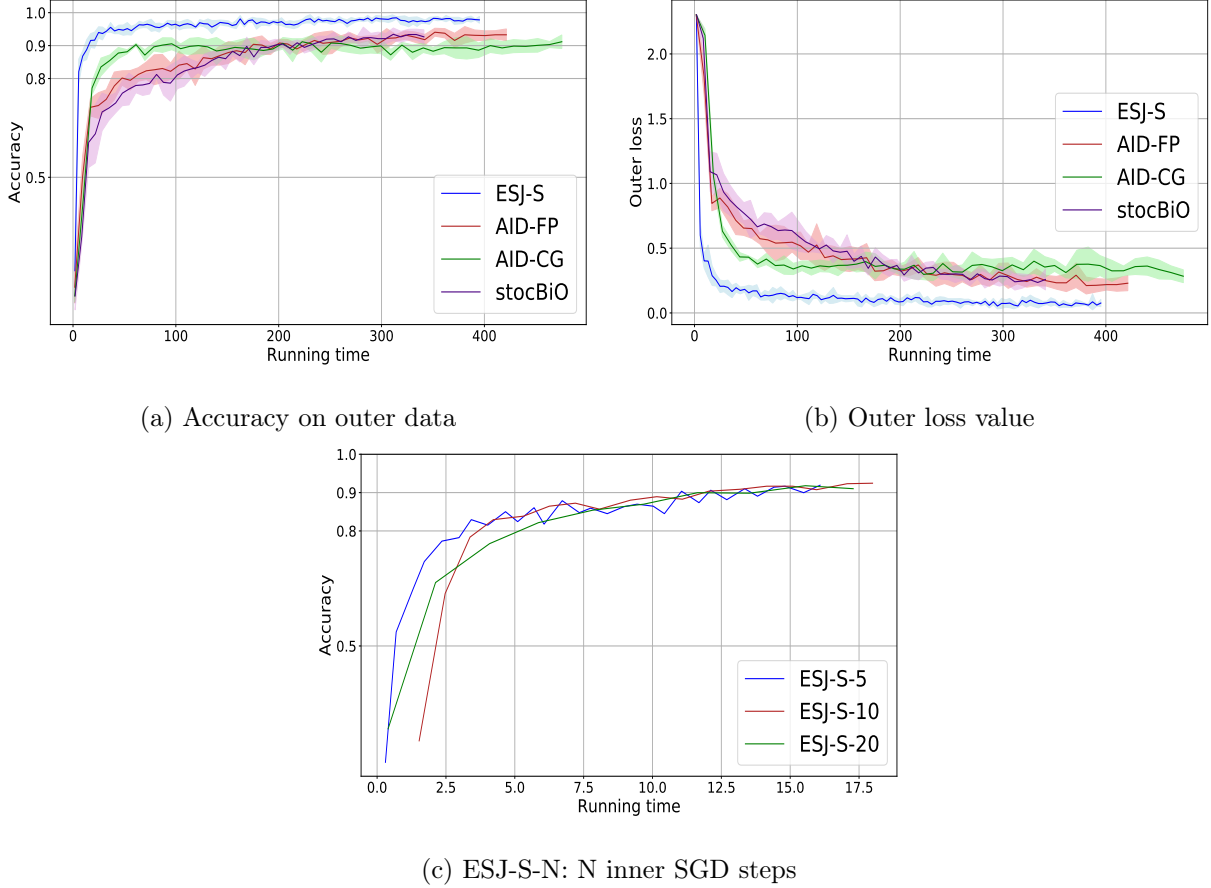 1.0
0.9
0.8
0.5
Accuracy
0 100 200 300 400
Running time
ESJ-S
AID-FP
AID-CG
stocBiO
(a) Accuracy on outer data
2.0
1.5
1.0
0.5
0.0
Outer loss
0 100 200 300 400
Running time
ESJ-S
AID-FP
AID-CG
stocBiO
(b) Outer loss value
1.0
0.9
0.8
0.5
Accuracy
0.0 2.5 5.0 7.5 10.0 12.5 15.0 17.5
Running time
ESJ-S-5
ESJ-S-10
ESJ-S-20
(c) ESJ-S-N: N inner SGD steps